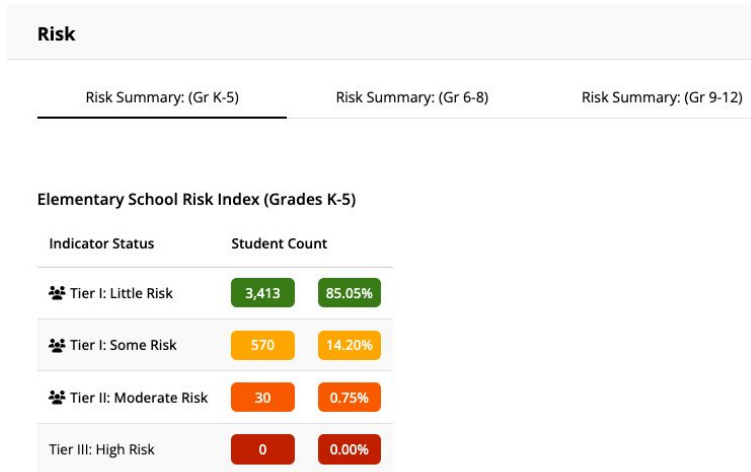 Risk
Risk Summary: (Gr K-5) Risk Summary: (Gr 6-8) Risk Summary: (Gr 9-12)
Elementary School Risk Index (Grades K-5)
Indicator Status Student Count
Tier I: Little Risk 3,413 85.05%
Tier I: Some Risk 570 14.20%
Tier II: Moderate Risk 30 0.75%
Tier III: High Risk 0 0.00%